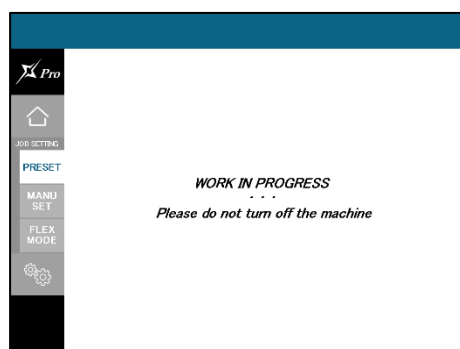 Pro
JOB SETTING
PRESET
MANU
SET
FLEX
MODE
WORK IN PROGRESS
...
Please do not turn off the machine